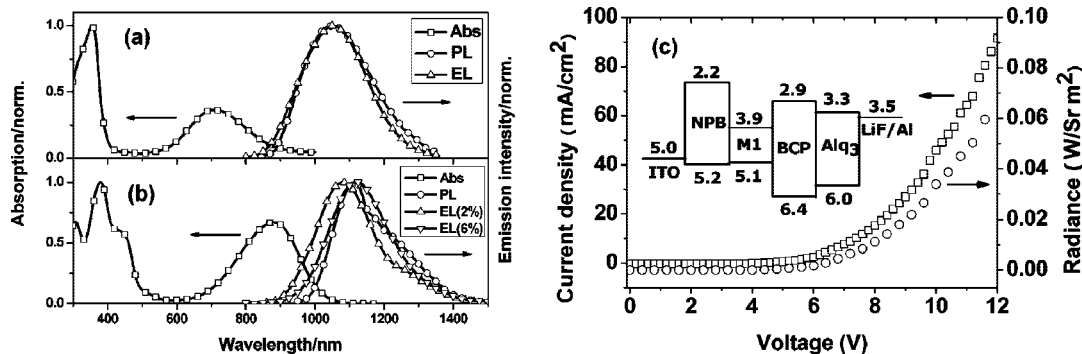 Absorption/norm.
1.0
0.5
0.0
(a)
Abs
PL
EL
1.0
0.5
0.0
(b)
Abs
PL
EL(2%)
EL(6%)
400 600 800 1000 1200 1400
Wavelength/nm
Emission intensity/norm.
Current density (mA/cm²)
100
80
60
40
20
0
(c)
2.2
NPB
5.2
5.0
ITO
3.9
M1
5.1
2.9
BCP
6.4
3.3
Alq₃
6.0
3.5
LiF/Al
0.10
0.08
0.06
0.04
0.02
0.00
Radiance (W/Sr m²)
0 2 4 6 8 10 12
Voltage (V)